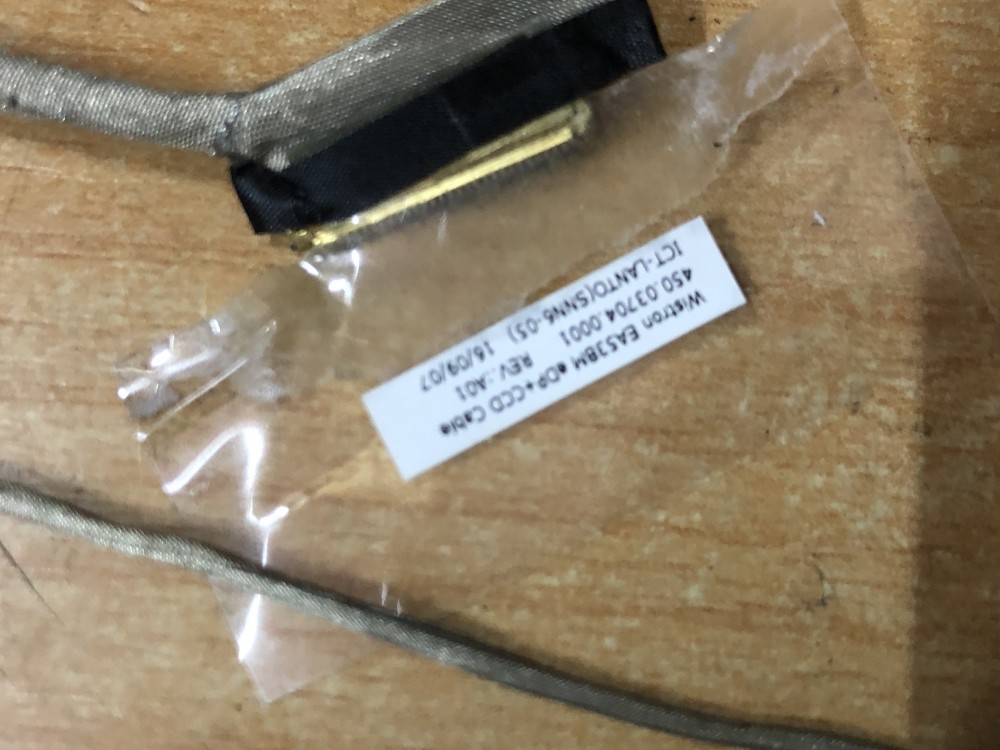 Wistron EA53BM eDP+CCD Cable
450.03704.0001 REV.:A01
ICT-LANTO(SNN6-05) 16/09/07